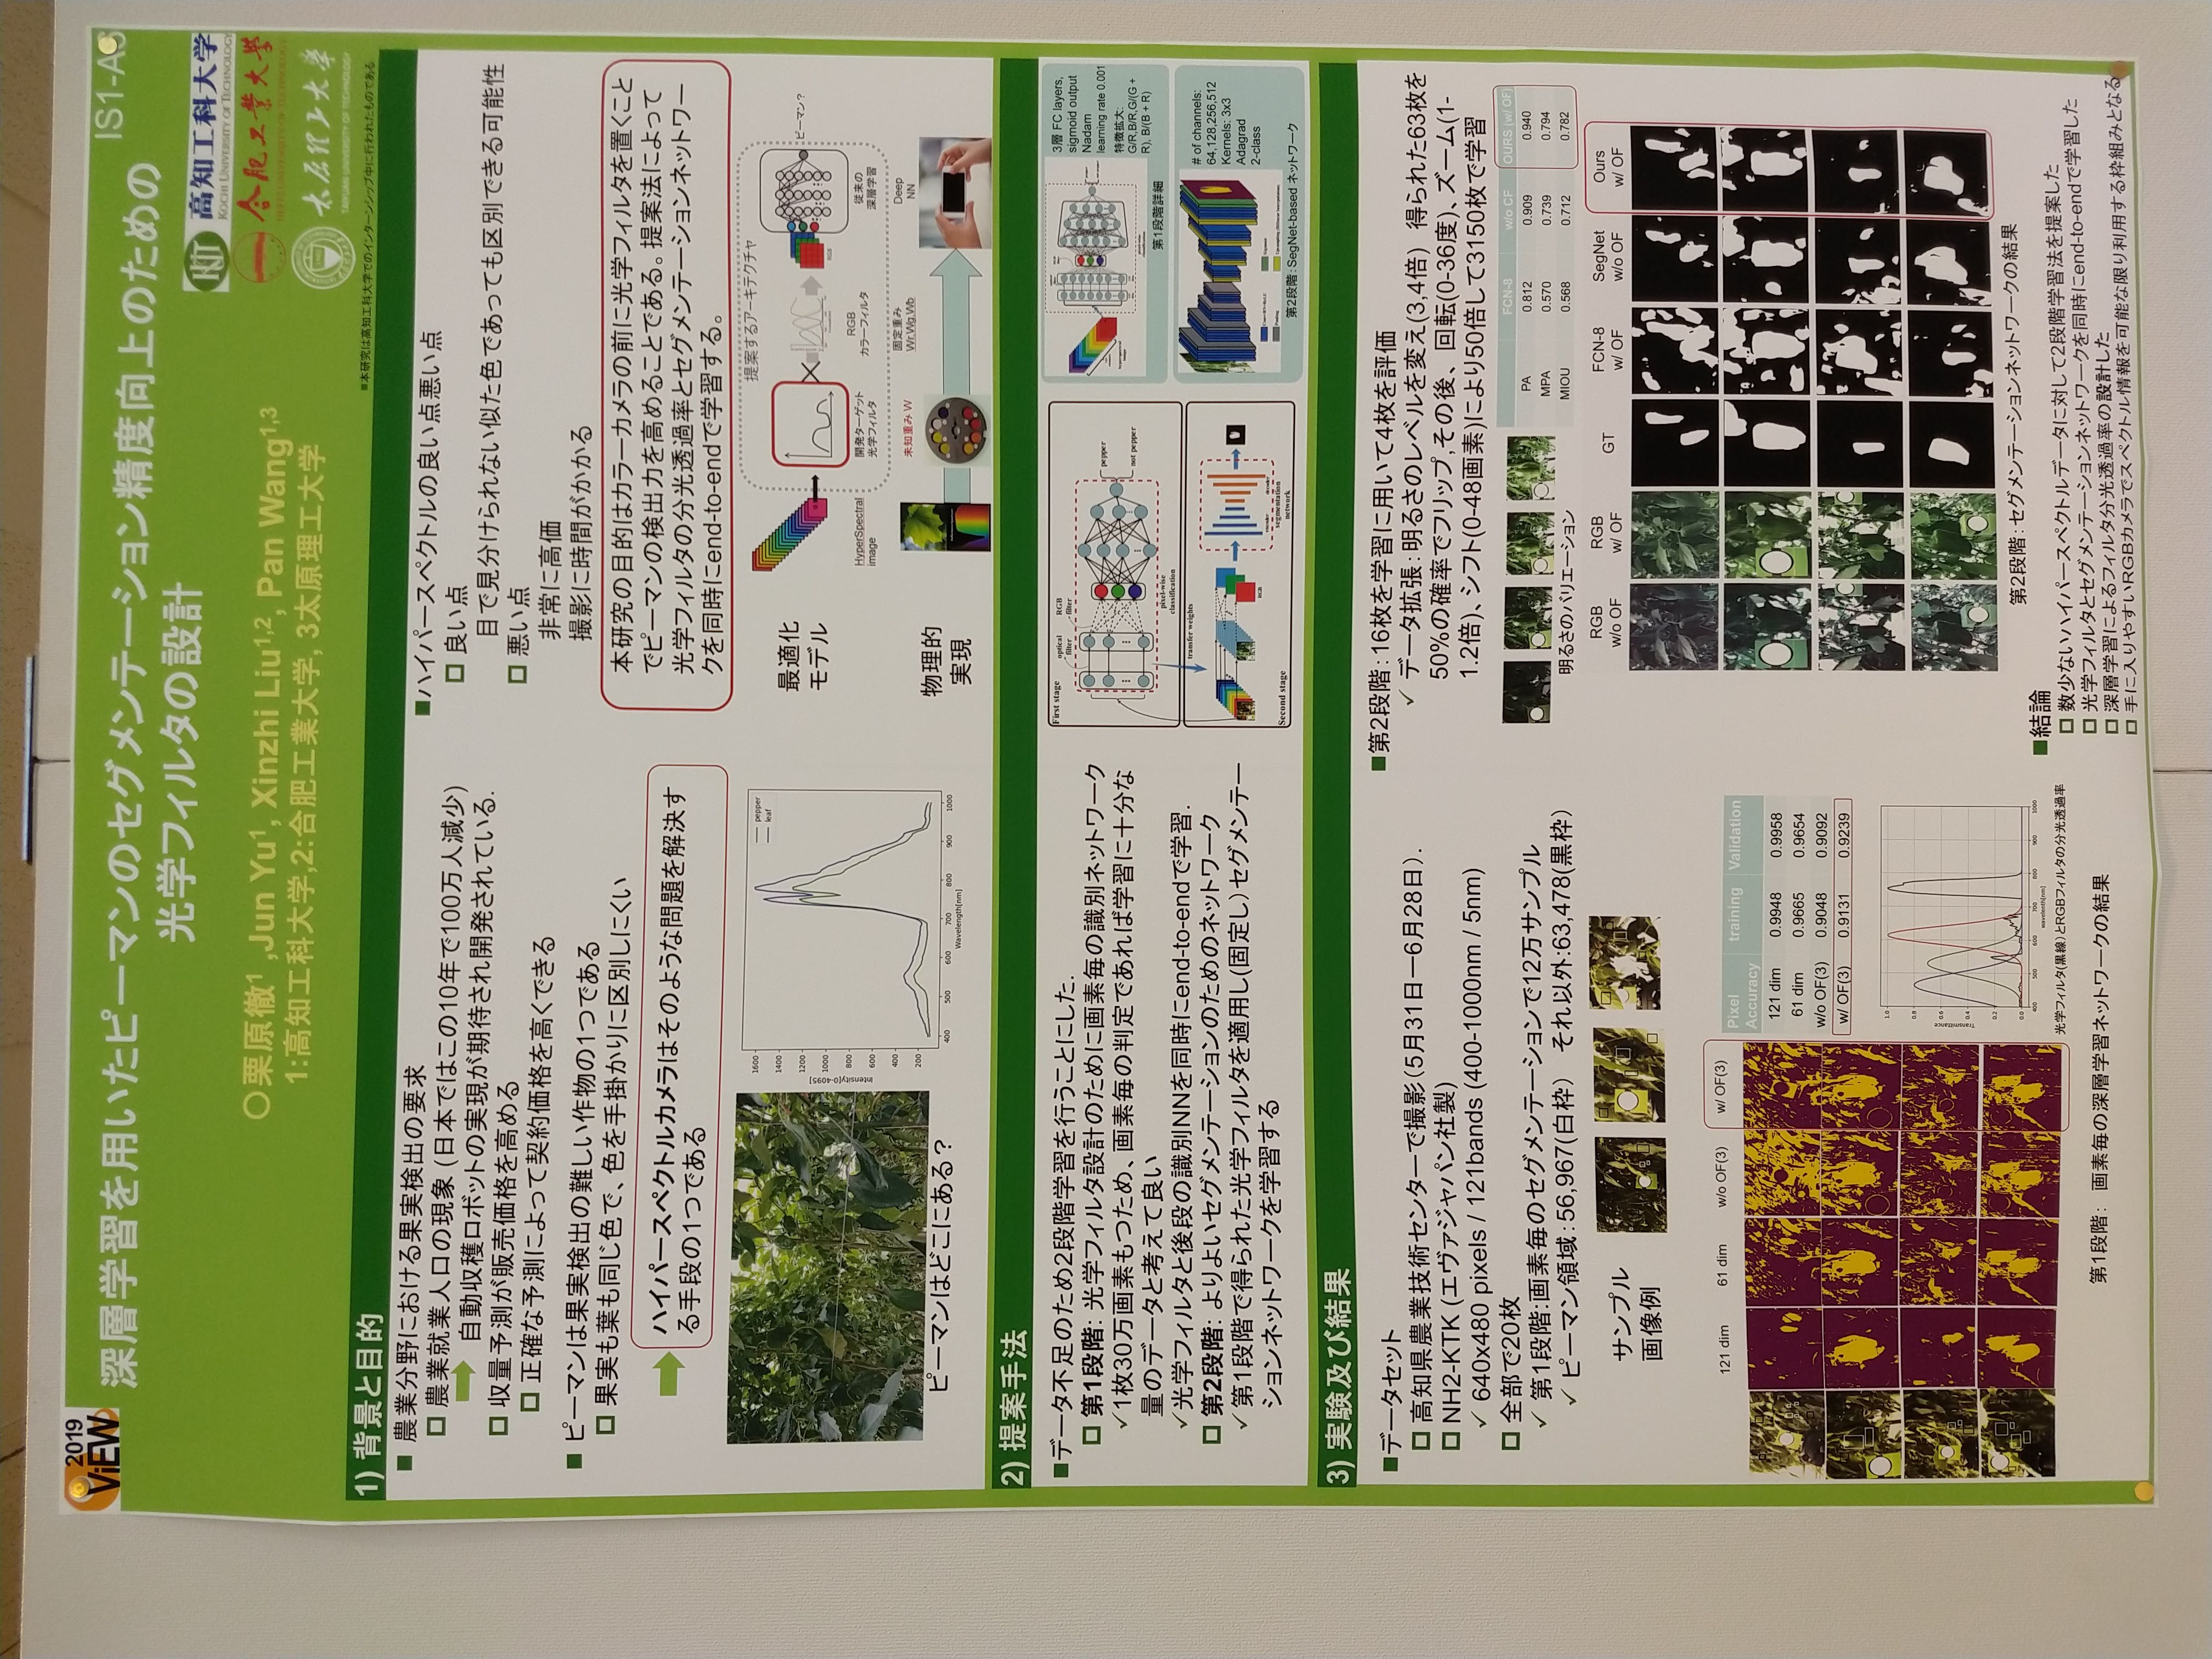 2019
ViEW
IS1-A6
深層学習を用いたピーマンのセグメンテーション精度向上のための
光学フィルタの設計
高知工科大学
KOCHI UNIVERSITY OF TECHNOLOGY
合肥工業大學
HEFEI UNIVERSITY OF TECHNOLOGY
太原理工大学
TAIYUAN UNIVERSITY OF TECHNOLOGY
〇栗原徹1 ,Jun Yu1, Xinzhi Liu1,2, Pan Wang1,3
1:高知工科大学,2:合肥工業大学, 3太原理工大学
■本研究は高知工科大学でのインターンシップ中に行われたものである
1) 背景と目的
■ 農業分野における果実検出の要求
農業就業人口の現象 (日本ではこの10年で100万人減少)
自動収穫ロボットの実現が期待され開発されている.
収量予測が販売価格を高める
正確な予測によって契約価格を高くできる
■ ピーマンは果実検出の難しい作物の1つである
果実も葉も同じ色で、色を手掛かりに区別しにくい
ハイパースペクトルカメラはそのような問題を解決す
る手段の1つである
ピーマンはどこにある？
pepper
leaf
1600
1400
1200
1000
800
600
400
200
Intensity[0-4095]
400 500 600 700 800 900 1000
Wavelength[nm]
■ハイパースペクトルの良い点悪い点
良い点
目で見分けられない似た色であっても区別できる可能性
悪い点
非常に高価
撮影に時間がかかる
本研究の目的はカラーカメラの前に光学フィルタを置くこと
でピーマンの検出力を高めることである。提案法によって
光学フィルタの分光透過率とセグメンテーションネットワー
クを同時にend-to-endで学習する。
提案するアーキテクチャ
最適化
モデル
ピーマン？
RGB
HyperSpectral
image
開発ターゲット
光学フィルタ
RGB
カラーフィルタ
従来の
深層学習
未知重み W
固定重み
Wr.Wg,Wb
Deep
NN
物理的
実現
2) 提案手法
■データ不足のため2段階学習を行うことにした.
第1段階: 光学フィルタ設計のために画素毎の識別ネットワーク
✓1枚30万画素もつため、画素毎の判定であれば学習に十分な
量のデータと考えて良い
✓光学フィルタと後段の識別NNを同時にend-to-endで学習.
第2段階: よりよいセグメンテーションのためのネットワーク
✓第1段階で得られた光学フィルタを適用し(固定し）セグメンテー
ションネットワークを学習する
First stage
optical
filter
RGB
filter
pepper
not pepper
pixel-wise
classification
transfer weights
RGB
encoder
decoder
segmentation
network
Second stage
3層 FC layers,
sigmoid output
Nadam
learning rate 0.001
特徴拡大:
G/R,B/R,G/(G +
R), B/(B + R)
第1段階詳細
# of channels:
64,128,256,512
Kernels: 3x3
Adagrad
2-class
第2段階：SegNet-based ネットワーク
3) 実験及び結果
■データセット
高知県農業技術センターで撮影（5月31日ー6月28日）.
NH2-KTK (エヴァジャパン社製)
✓ 640x480 pixels / 121bands (400-1000nm / 5nm)
全部で20枚
✓ 第1段階:画素毎のセグメンテーションで12万サンプル
✓ ピーマン領域：56,967(白枠） それ以外:63,478(黒枠）
サンプル
画像例
121 dim 61 dim w/o OF(3) w/ OF(3)
Pixel Accuracy training Validation
121 dim 0.9948 0.9958
61 dim 0.9665 0.9654
w/o OF(3) 0.9048 0.9092
w/ OF(3) 0.9131 0.9239
1.0
0.8
0.6
0.4
0.2
0.0
Transmittance
400 500 600 700 800 900 1000
wavelenth[nm]
光学フィルタ(黒線）とRGBフィルタの分光透過率
第1段階： 画素毎の深層学習ネットワークの結果
■第2段階：16枚を学習に用いて4枚を評価
✓ データ拡張：明るさのレベルを変え(3,4倍) 得られた63枚を
50%の確率でフリップ,その後、 回転(0-36度)、ズーム(1-
1.2倍)、シフト(0-48画素)により50倍して3150枚で学習
明るさのバリエーション
FCN-8 w/o CF OURS (w/ OF)
PA 0.812 0.909 0.940
MPA 0.570 0.739 0.794
MIOU 0.568 0.712 0.782
RGB
w/o OF
RGB
w/ OF
GT
FCN-8
w/ OF
SegNet
w/o OF
Ours
w/ OF
第2段階：セグメンテーションネットワークの結果
■結論
数少ないハイパースペクトルデータに対して2段階学習法を提案した
光学フィルタとセグメンテーションネットワークを同時にend-to-endで学習した
深層学習によるフィルタ分光透過率の設計した
手に入りやすいRGBカメラでスペクトル情報を可能な限り利用する枠組みとなる